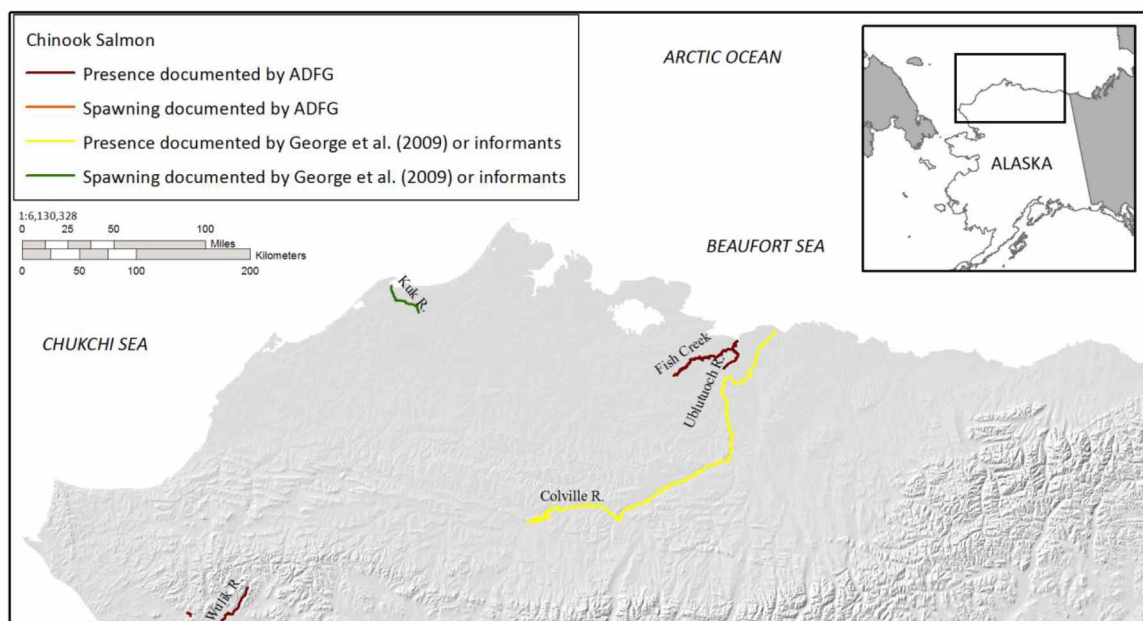 Chinook Salmon
Presence documented by ADFG
Spawning documented by ADFG
Presence documented by George et al. (2009) or informants
Spawning documented by George et al. (2009) or informants
ARCTIC OCEAN
ALASKA
1:6,130,328
0 25 50 100
Miles
Kilometers
0 50 100 200
BEAUFORT SEA
CHUKCHI SEA
Kuk R.
Fish Creek
Ublutuoch R.
Colville R.
Wulik R.